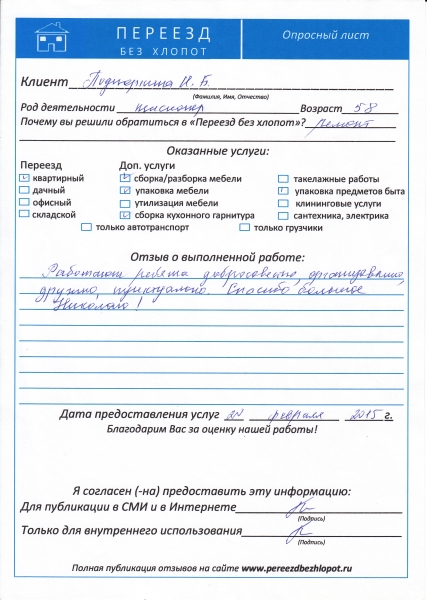 ПЕРЕЕЗД
БЕЗ ХЛОПОТ
Опросный лист
Клиент Н. Б.
(Фамилия, Имя, Отчество)
Род деятельности пенсионер Возраст 58
Почему вы решили обратиться в «Переезд без хлопот»? ремонт
Оказанные услуги:
Переезд Доп. услуги
квартирный сборка/разборка мебели такелажные работы
дачный упаковка мебели упаковка предметов быта
офисный утилизация мебели клининговые услуги
складской сборка кухонного гарнитура сантехника, электрика
только автотранспорт только грузчики
Отзыв о выполненной работе:
Работают ребята добросовестно, организованно,
дружно, пунктуально. Спасибо большое
Николаю!
Дата предоставления услуг февраля 2015 г.
Благодарим Вас за оценку нашей работы!
Я согласен (-на) предоставить эту информацию:
Для публикации в СМИ и в Интернете
(Подпись)
Только для внутреннего использования
(Подпись)
Полная публикация отзывов на сайте www.pereezdbezhlopot.ru